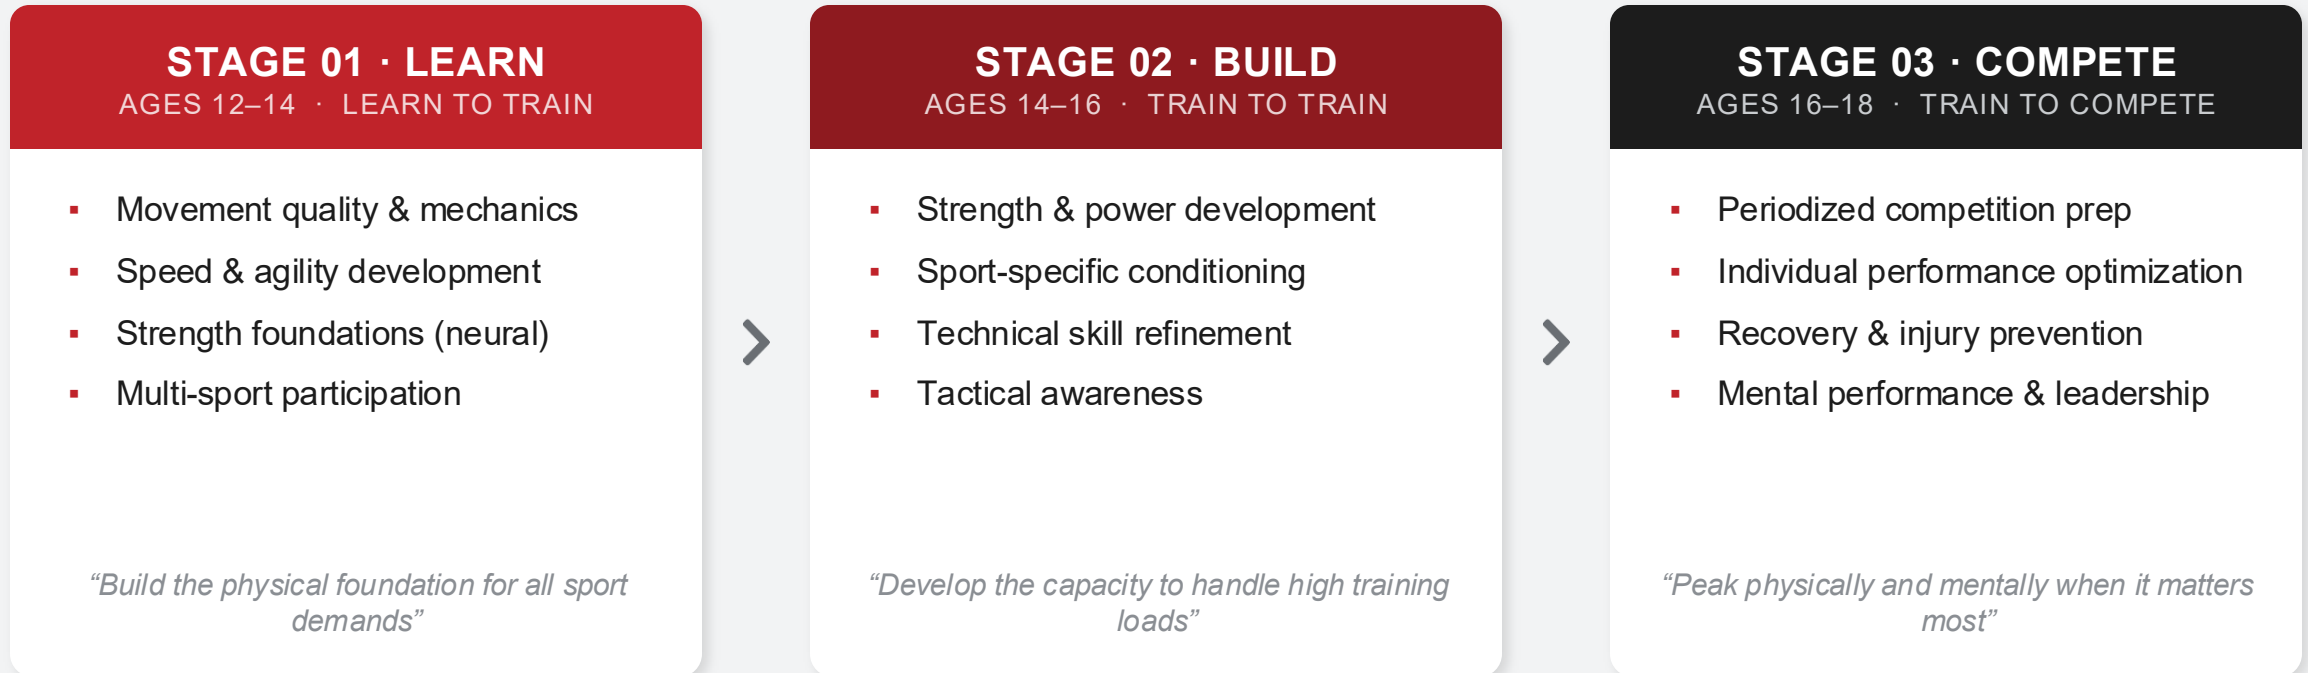 STAGE 01 · LEARN
AGES 12–14 · LEARN TO TRAIN
▪ Movement quality & mechanics
▪ Speed & agility development
▪ Strength foundations (neural)
▪ Multi-sport participation
“Build the physical foundation for all sport
demands”
STAGE 02 · BUILD
AGES 14–16 · TRAIN TO TRAIN
▪ Strength & power development
▪ Sport-specific conditioning
▪ Technical skill refinement
▪ Tactical awareness
“Develop the capacity to handle high training
loads”
STAGE 03 · COMPETE
AGES 16–18 · TRAIN TO COMPETE
▪ Periodized competition prep
▪ Individual performance optimization
▪ Recovery & injury prevention
▪ Mental performance & leadership
“Peak physically and mentally when it matters
most”